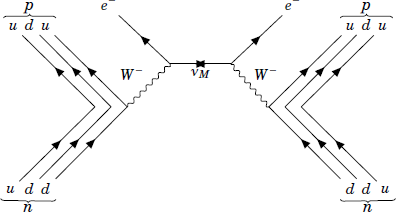 p e⁻ e⁻ p
u d u u d u
W⁻ ν_M W⁻
u d d d d u
n n